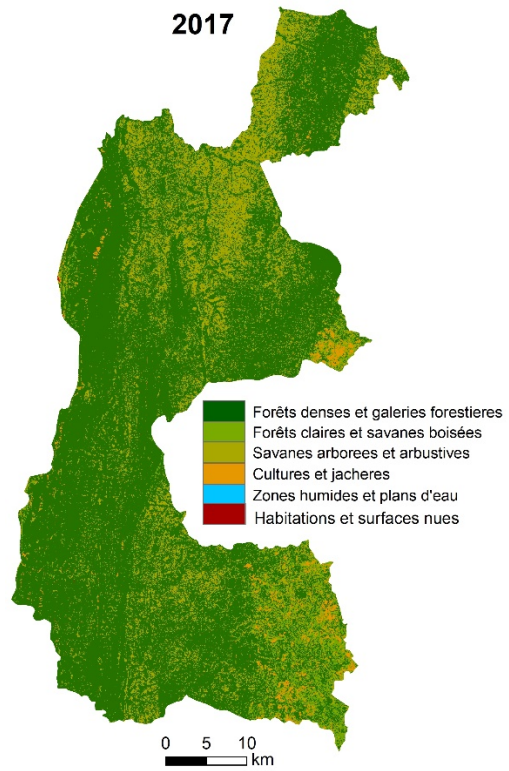 2017
Forêts denses et galeries forestieres
Forêts claires et savanes boisées
Savanes arborees et arbustives
Cultures et jacheres
Zones humides et plans d'eau
Habitations et surfaces nues
0 5 10
km